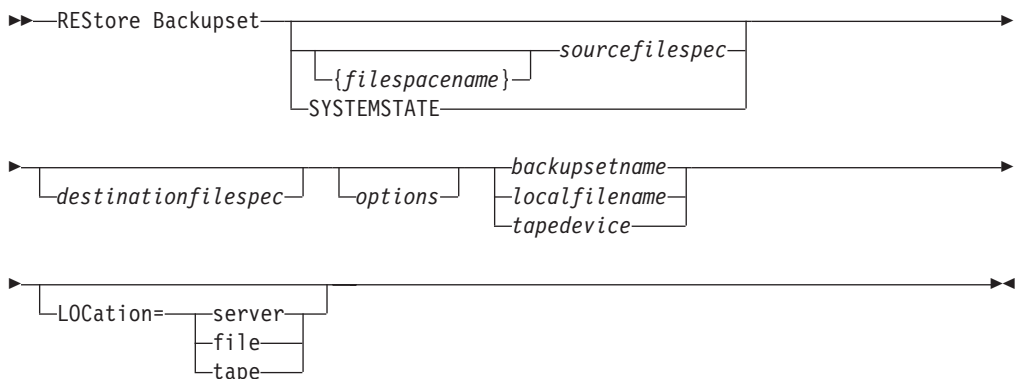 REStore Backupset
sourcefilespec
{filespacename}
SYSTEMSTATE
backupsetname
destinationfilespec options localfilename
tapedevice
LOCation= server
file
tape